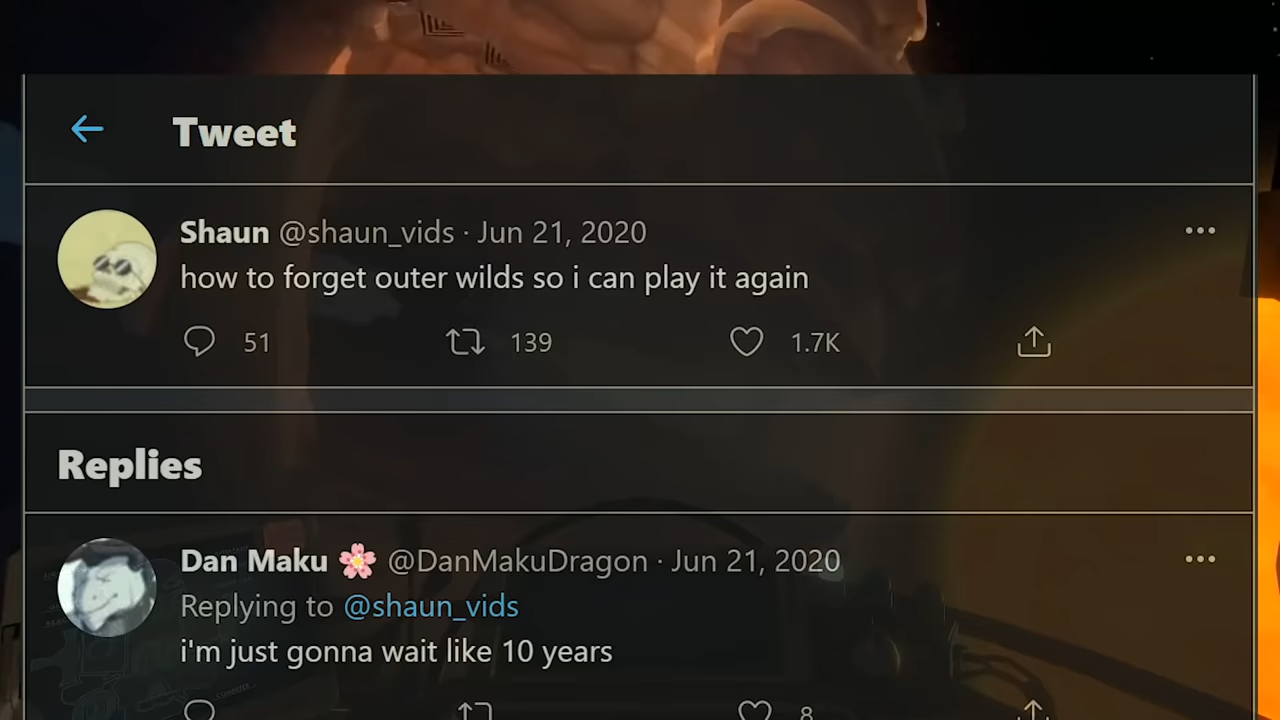 Tweet
Shaun @shaun_vids · Jun 21, 2020
how to forget outer wilds so i can play it again
51 139 1.7K
Replies
Dan Maku 🌸 @DanMakuDragon · Jun 21, 2020
Replying to @shaun_vids
i'm just gonna wait like 10 years
8